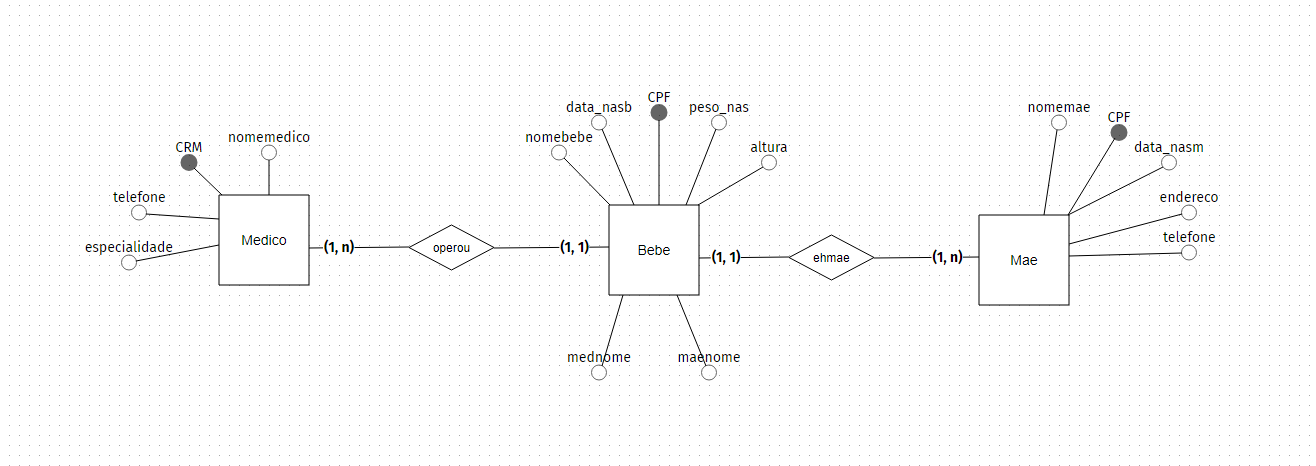 CRM
nomemedico
telefone
especialidade
Medico
(1, n)
operou
(1, 1)
data_nasb
CPF
peso_nas
nomebebe
altura
Bebe
mednome
maenome
(1, 1)
ehmae
(1, n)
nomemae
CPF
data_nasm
endereco
telefone
Mae